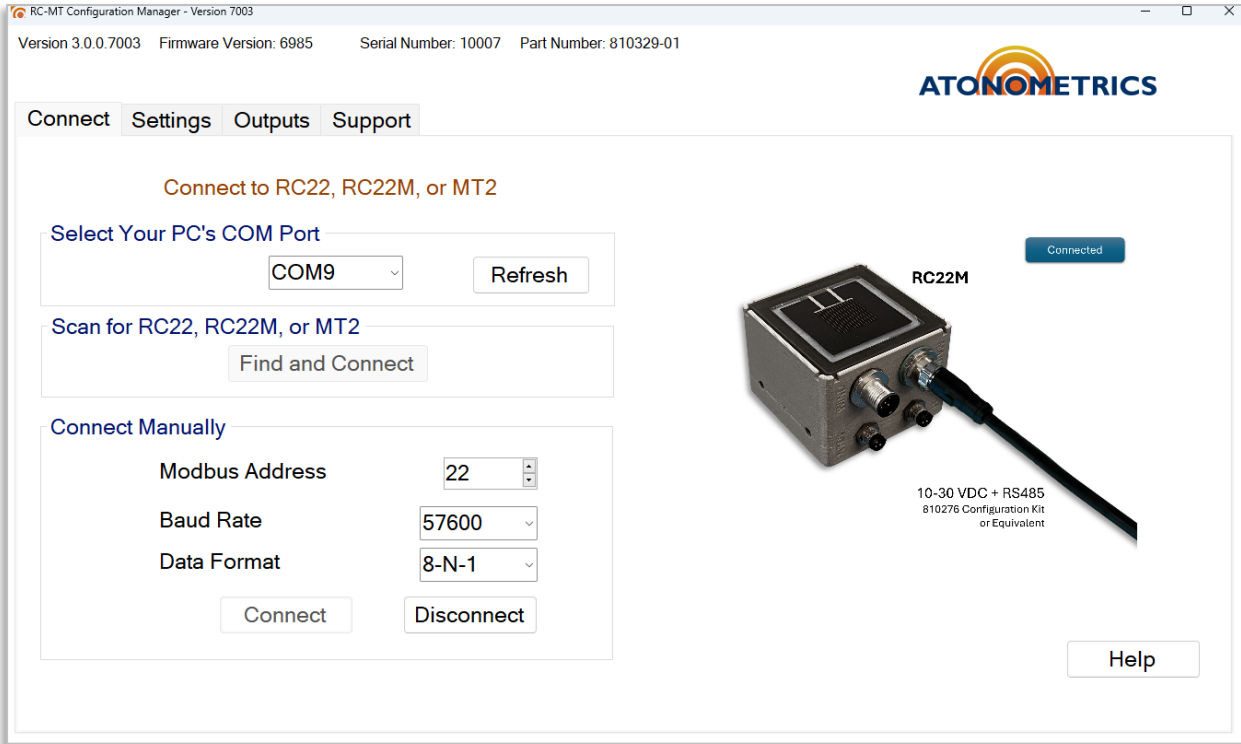 RC-MT Configuration Manager - Version 7003
Version 3.0.0.7003 Firmware Version: 6985 Serial Number: 10007 Part Number: 810329-01
ATONOMETRICS
Connect Settings Outputs Support
Connect to RC22, RC22M, or MT2
Select Your PC's COM Port
COM9 Refresh
Scan for RC22, RC22M, or MT2
Find and Connect
Connect Manually
Modbus Address 22
Baud Rate 57600
Data Format 8-N-1
Connect Disconnect
Connected
RC22M
10-30 VDC + RS485
810276 Configuration Kit
or Equivalent
Help